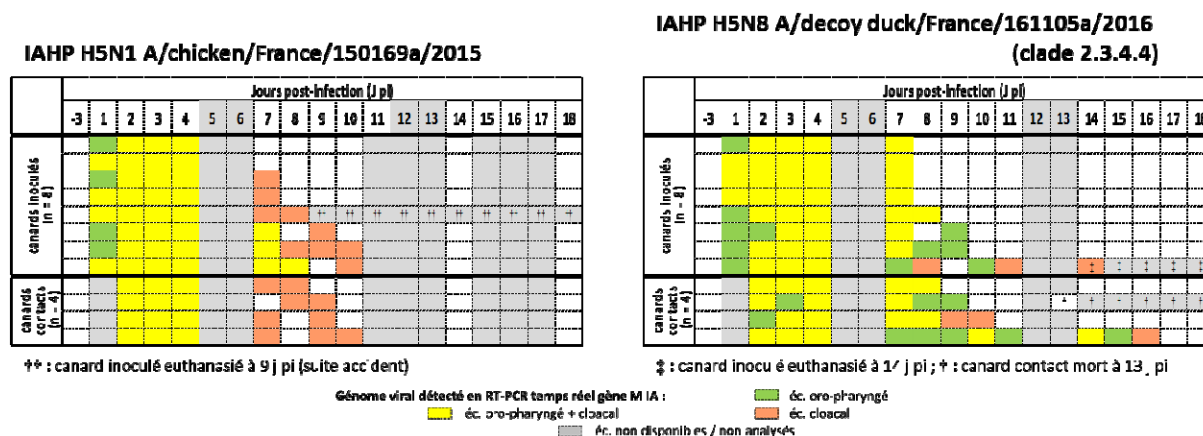 IAHP H5N1 A/chicken/France/150169a/2015
IAHP H5N8 A/decoy duck/France/161105a/2016
(clade 2.3.4.4)
Jours post-infection (J pi)
-3 1 2 3 4 5 6 7 8 9 10 11 12 13 14 15 16 17 18
canards inoculés
(n = 8)
canards
contacts
(n = 4)
†† : canard inoculé euthanasié à 9 j pi (suite accident)
Jours post-infection (J pi)
-3 1 2 3 4 5 6 7 8 9 10 11 12 13 14 15 16 17 18
canards inoculés
(n = 8)
canards
contacts
(n = 4)
‡ : canard inoculé euthanasié à 14 j pi ; † : canard contact mort à 13 j pi
Génome viral détecté en RT-PCR temps réel gène M IA :
éc. oro-pharyngé
éc. oro-pharyngé + cloacal
éc. cloacal
éc. non disponibles / non analysés